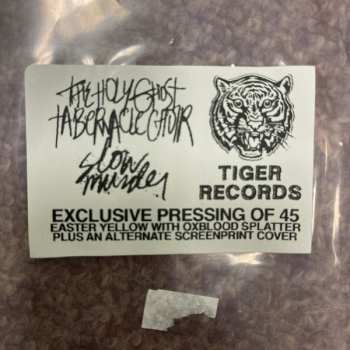 THE HOLY GHOST
TABERNACLE CHOIR
slow
murder
TIGER
RECORDS
EXCLUSIVE PRESSING OF 45
EASTER YELLOW WITH OXBLOOD SPLATTER
PLUS AN ALTERNATE SCREENPRINT COVER